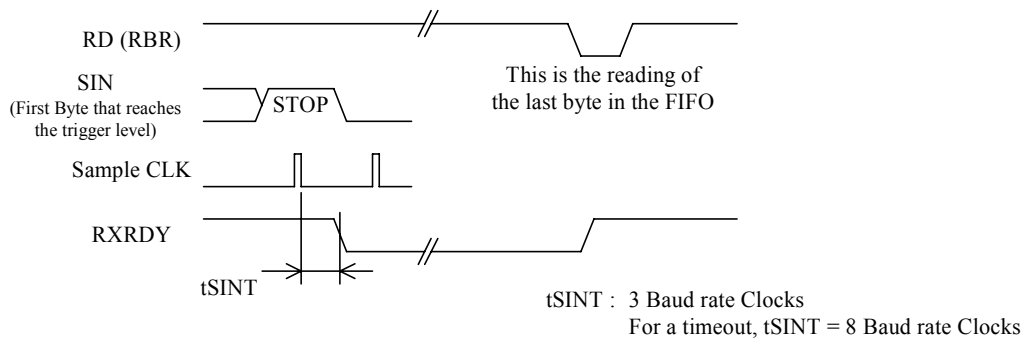 RD (RBR)
This is the reading of
the last byte in the FIFO
SIN
(First Byte that reaches
the trigger level)
STOP
Sample CLK
RXRDY
tSINT
tSINT : 3 Baud rate Clocks
For a timeout, tSINT = 8 Baud rate Clocks